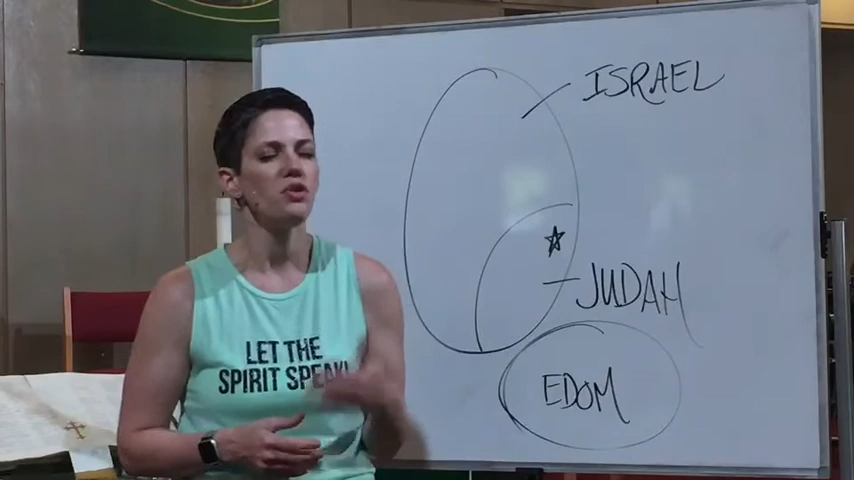 ISRAEL
JUDAH
EDOM
LET THE
SPIRIT SPEAK!